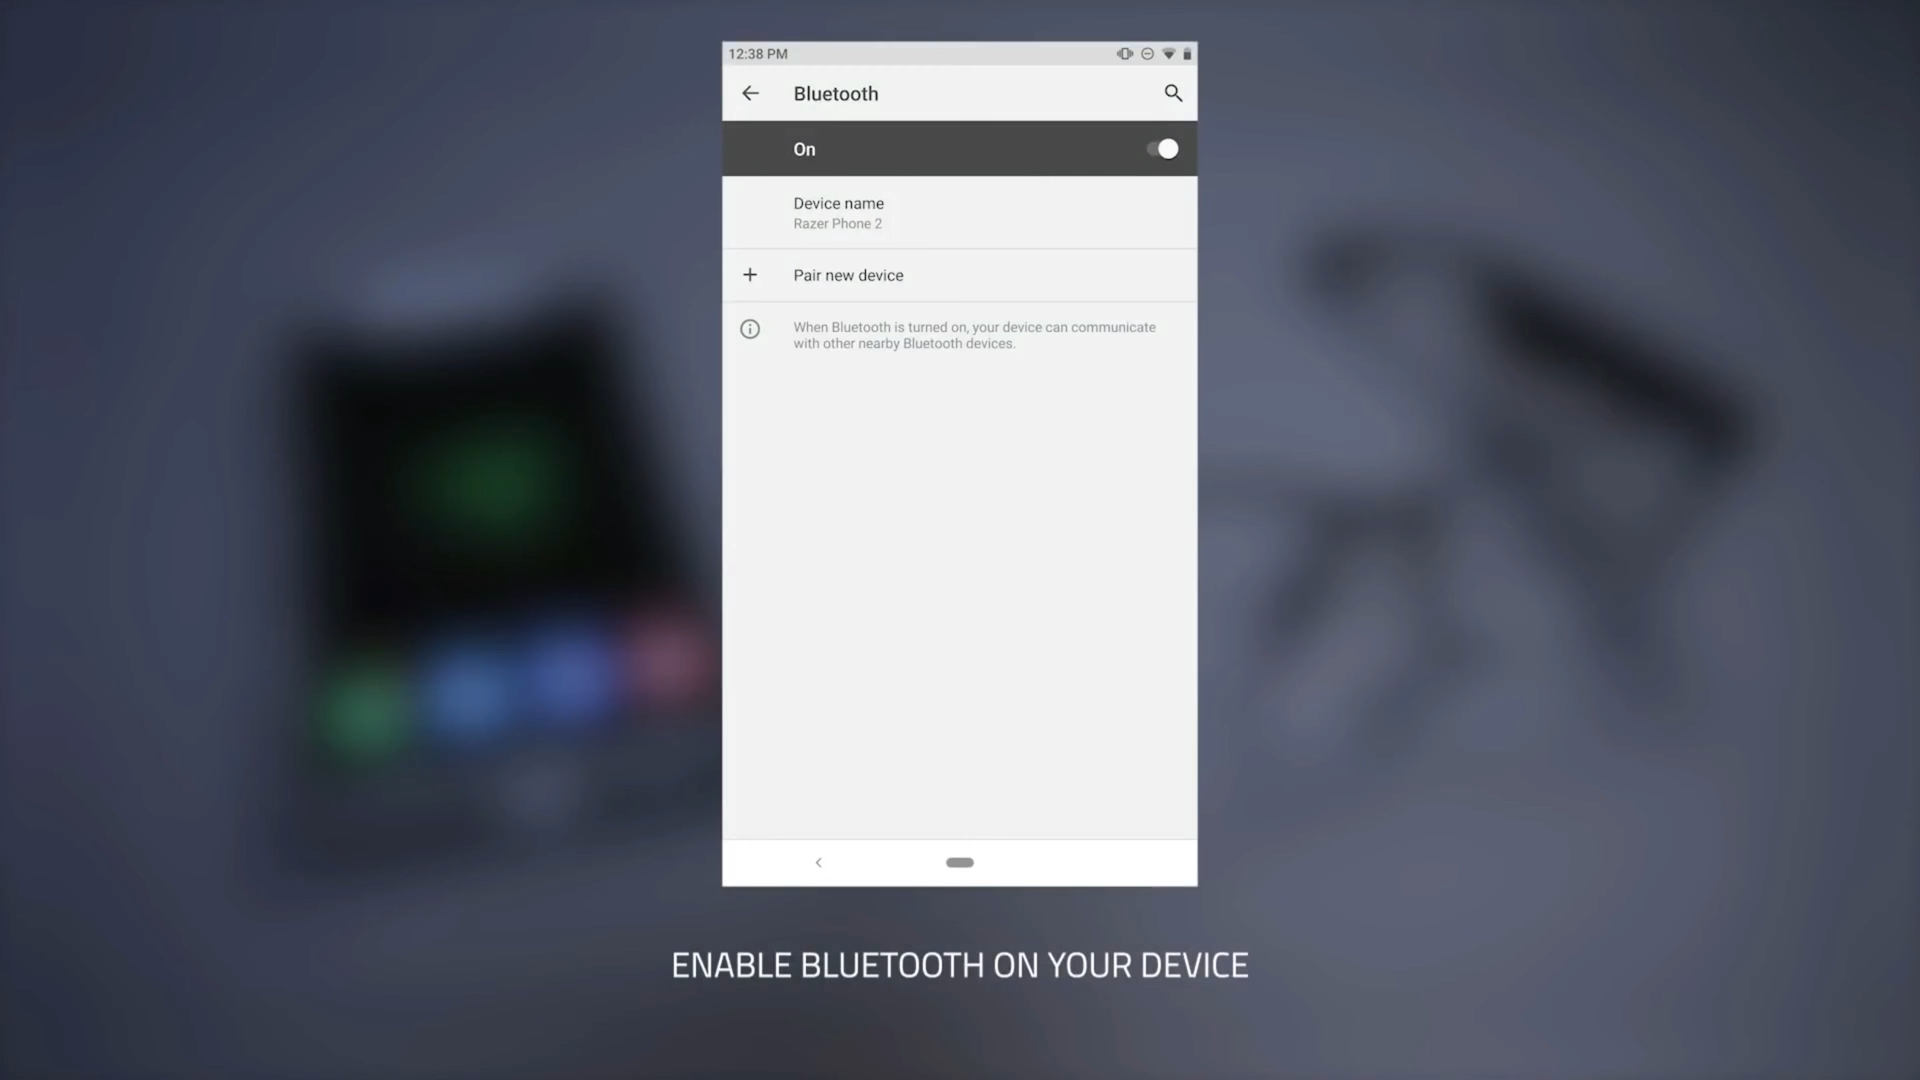 12:38 PM
Bluetooth
On
Device name
Razer Phone 2
Pair new device
When Bluetooth is turned on, your device can communicate
with other nearby Bluetooth devices.
ENABLE BLUETOOTH ON YOUR DEVICE